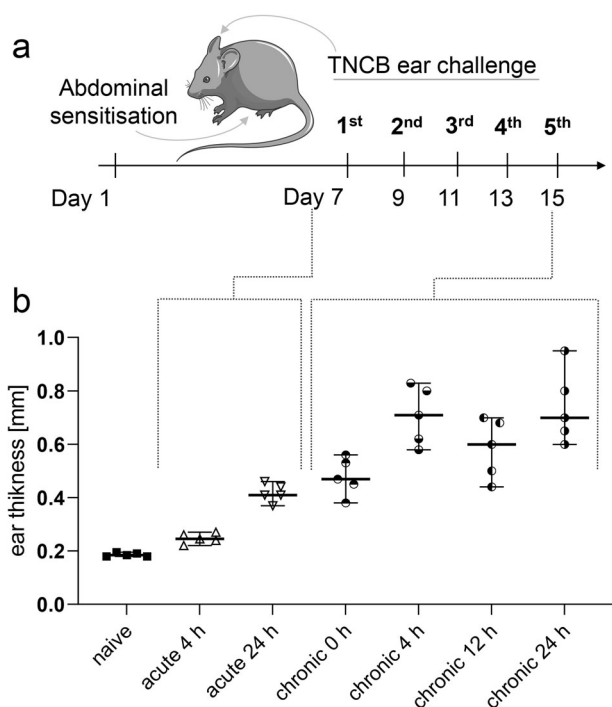 a
TNCB ear challenge
Abdominal
sensitisation
1st 2nd 3rd 4th 5th
Day 1 Day 7 9 11 13 15
b
ear thikness [mm]
1.0
0.8
0.6
0.4
0.2
0.0
naive
acute 4 h
acute 24 h
chronic 0 h
chronic 4 h
chronic 12 h
chronic 24 h